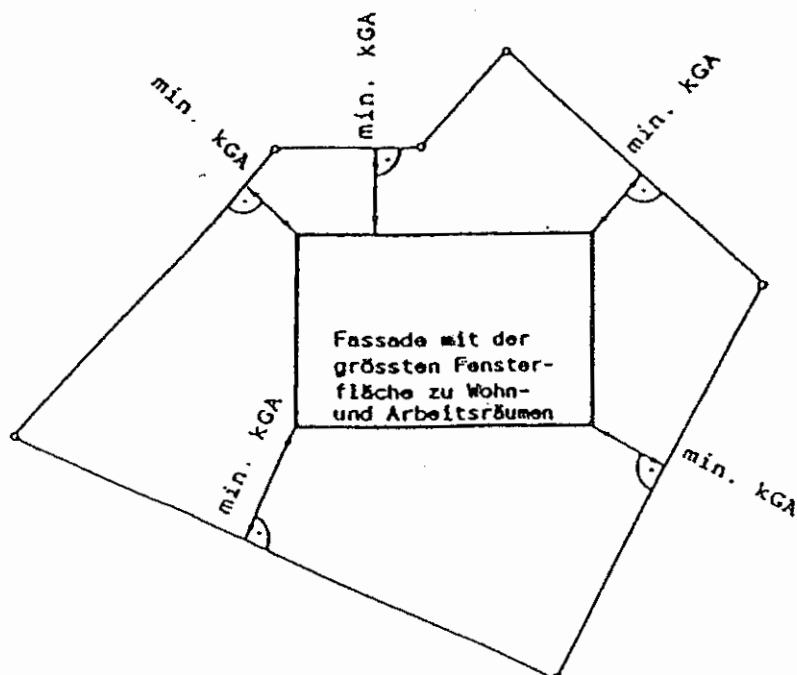 min. kGA
min. kGA
min. kGA
Fassade mit der
grössten Fenster-
fläche zu Wohn-
und Arbeitsräumen
min. kGA
min. kGA